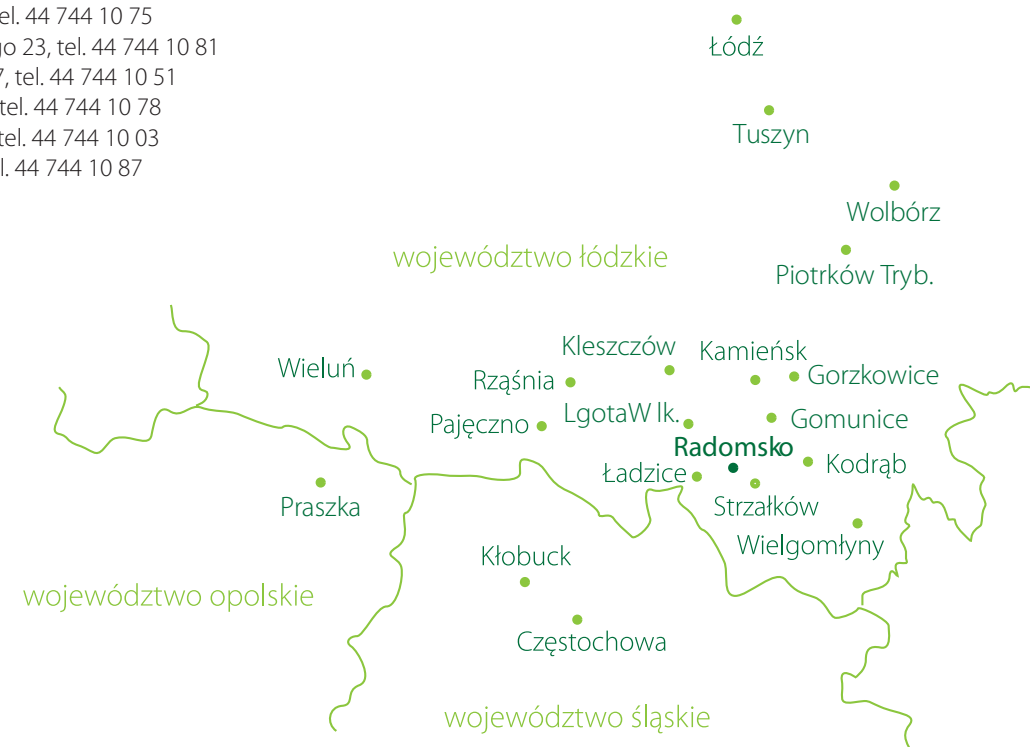 el. 44 744 10 75
go 23, tel. 44 744 10 81
7, tel. 44 744 10 51
tel. 44 744 10 78
tel. 44 744 10 03
l. 44 744 10 87
Łódź
Tuszyn
Wolbórz
województwo łódzkie
Piotrków Tryb.
Kleszczów
Kamieńsk
Wieluń
Rząśnia
Gorzkowice
Pajęczno
LgotaW lk.
Gomunice
Radomsko
Ładzice
Kodrąb
Praszka
Strzałków
Wielgomłyny
Kłobuck
województwo opolskie
Częstochowa
województwo śląskie